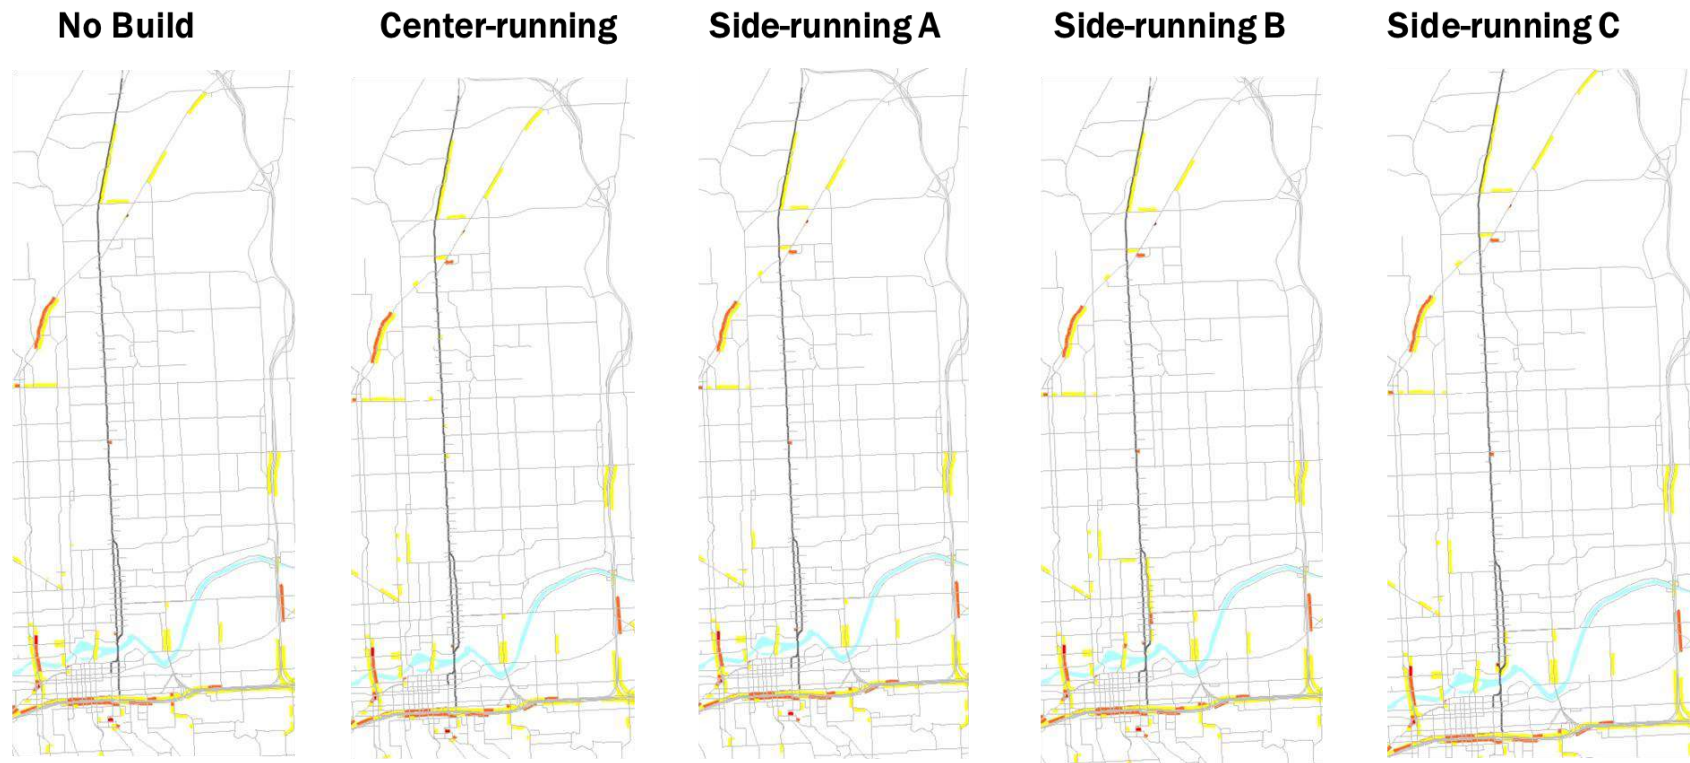 No Build
Center-running
Side-running A
Side-running B
Side-running C